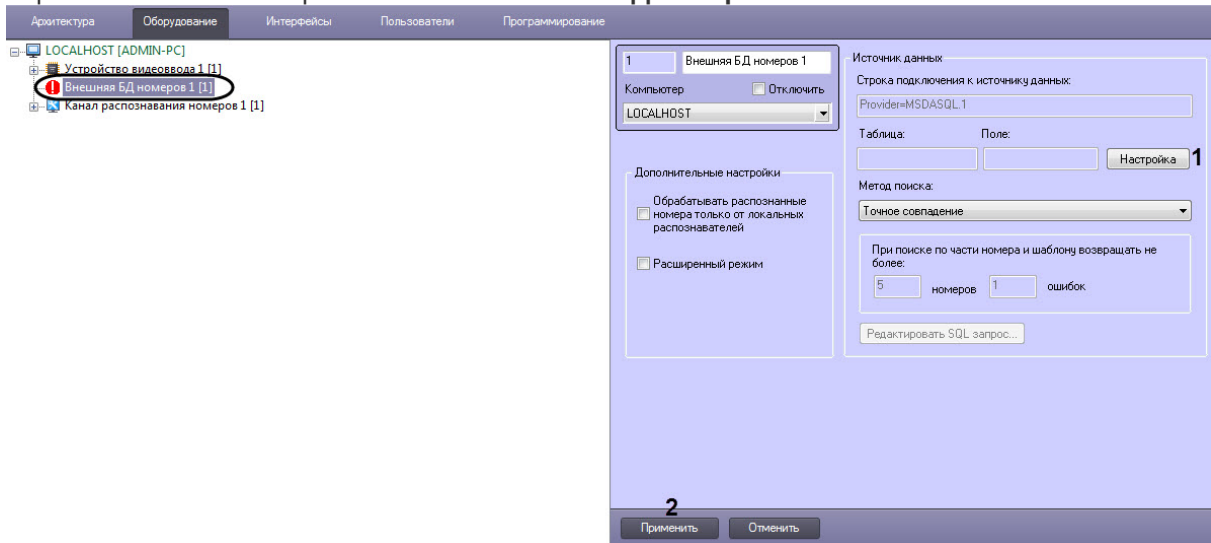 Архитектура Оборудование Интерфейсы Пользователи Программирование
LOCALHOST [ADMIN-PC]
Устройство видеоввода 1 [1]
Внешняя БД номеров 1 [1]
Канал распознавания номеров 1 [1]
1 Внешняя БД номеров 1
Компьютер Отключить
LOCALHOST
Дополнительные настройки
Обрабатывать распознанные
номера только от локальных
распознавателей
Расширенный режим
Источник данных
Строка подключения к источнику данных:
Provider=MSDASQL.1
Таблица: Поле:
Настройка 1
Метод поиска:
Точное совпадение
При поиске по части номера и шаблону возвращать не
более:
5 номеров 1 ошибок
Редактировать SQL запрос...
2
Применить Отменить